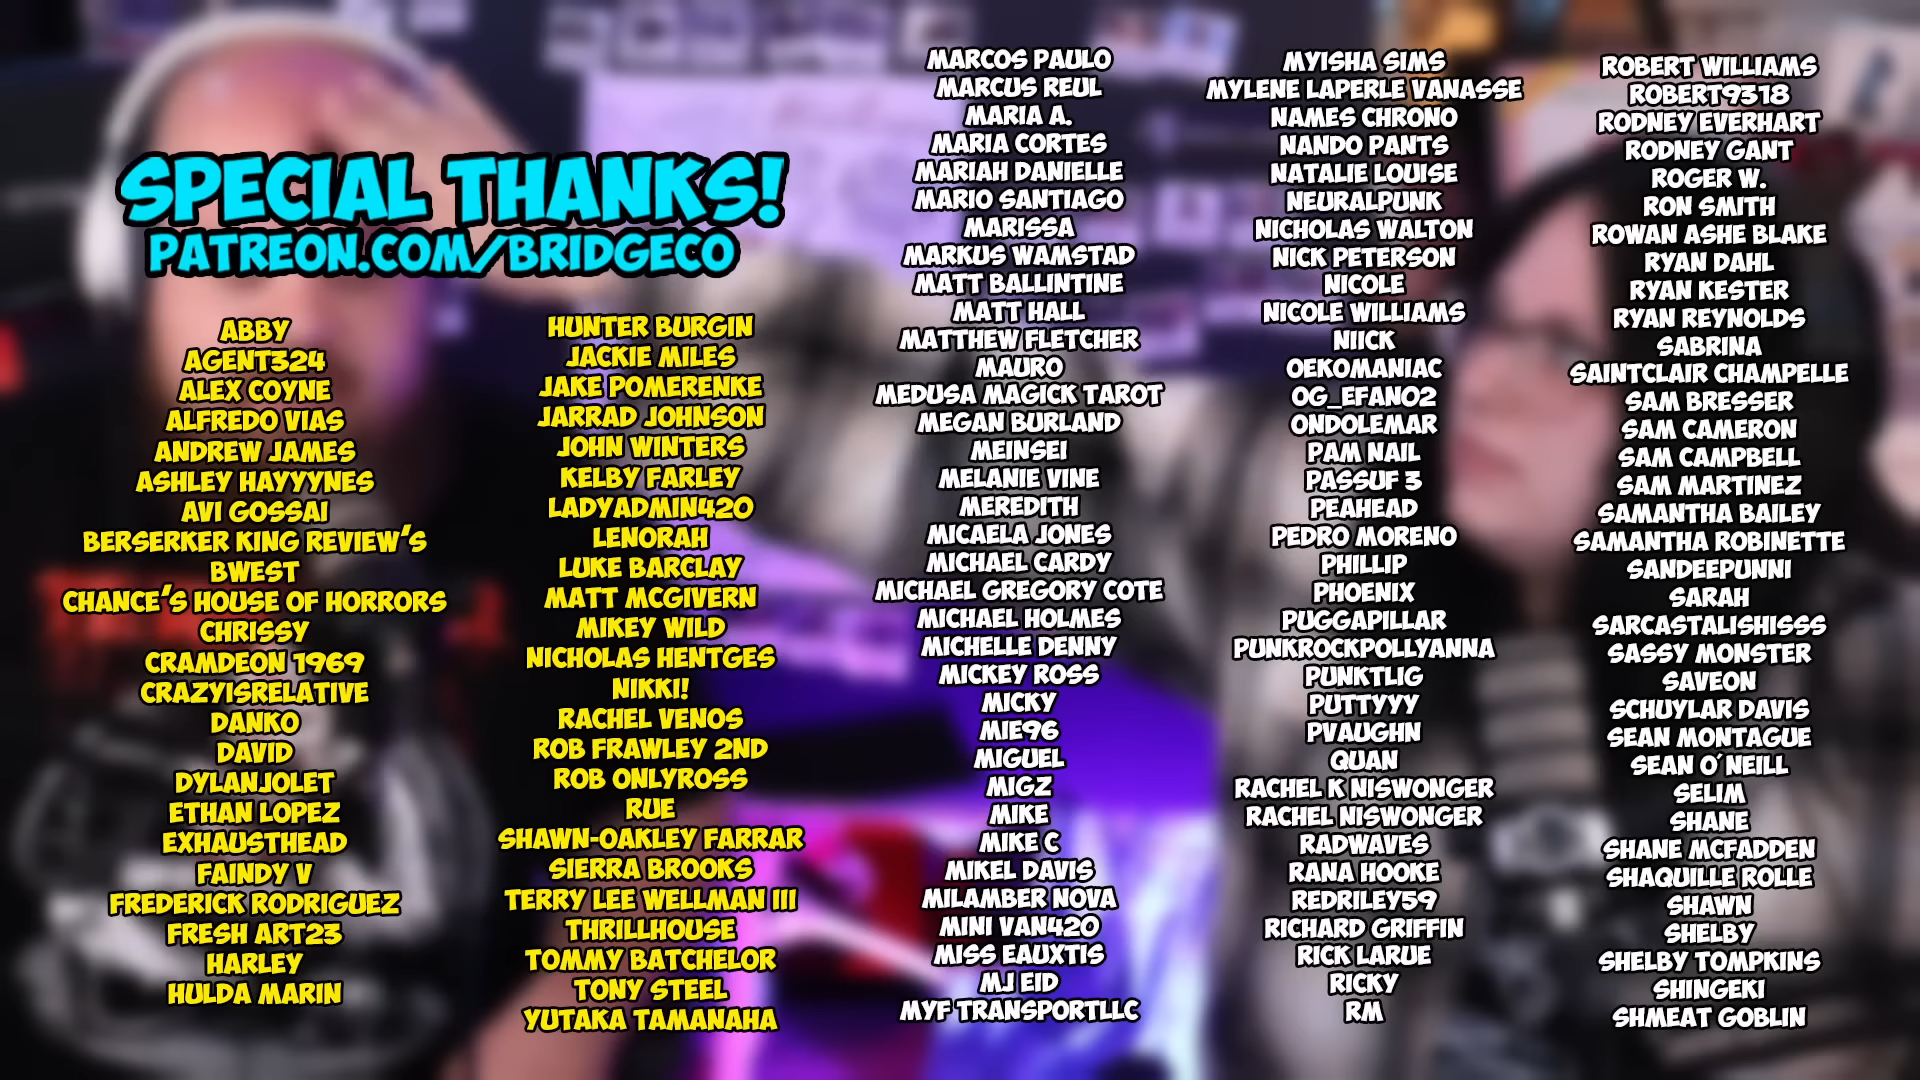 SPECIAL THANKS!
PATREON.COM/BRIDGECO
ABBY
AGENT324
ALEX COYNE
ALFREDO VIAS
ANDREW JAMES
ASHLEY HAYYYNES
AVI GOSSAI
BERSERKER KING REVIEW'S
BWEST
CHANCE'S HOUSE OF HORRORS
CHRISSY
CRAMDEON 1969
CRAZYISRELATIVE
DANKO
DAVID
DYLANJOLET
ETHAN LOPEZ
EXHAUSTHEAD
FAINDY V
FREDERICK RODRIGUEZ
FRESH ART23
HARLEY
HULDA MARIN
HUNTER BURGIN
JACKIE MILES
JAKE POMERENKE
JARRAD JOHNSON
JOHN WINTERS
KELBY FARLEY
LADYADMIN420
LENORAH
LUKE BARCLAY
MATT MCGIVERN
MIKEY WILD
NICHOLAS HENTGES
NIKKI!
RACHEL VENOS
ROB FRAWLEY 2ND
ROB ONLYROSS
RUE
SHAWN-OAKLEY FARRAR
SIERRA BROOKS
TERRY LEE WELLMAN III
THRILLHOUSE
TOMMY BATCHELOR
TONY STEEL
YUTAKA TAMANAHA
MARCOS PAULO
MARCUS REUL
MARIA A.
MARIA CORTES
MARIAH DANIELLE
MARIO SANTIAGO
MARISSA
MARKUS WAMSTAD
MATT BALLINTINE
MATT HALL
MATTHEW FLETCHER
MAURO
MEDUSA MAGICK TAROT
MEGAN BURLAND
MEINSEI
MELANIE VINE
MEREDITH
MICAELA JONES
MICHAEL CARDY
MICHAEL GREGORY COTE
MICHAEL HOLMES
MICHELLE DENNY
MICKEY ROSS
MICKY
MIE96
MIGUEL
MIGZ
MIKE
MIKE C
MIKEL DAVIS
MILAMBER NOVA
MINI VAN420
MISS EAUXTIS
MJ EID
MYF TRANSPORTLLC
MYISHA SIMS
MYLENE LAPERLE VANASSE
NAMES CHRONO
NANDO PANTS
NATALIE LOUISE
NEURALPUNK
NICHOLAS WALTON
NICK PETERSON
NICOLE
NICOLE WILLIAMS
NIICK
OEKOMANIAC
OG_EFANO2
ONDOLEMAR
PAM NAIL
PASSUF 3
PEAHEAD
PEDRO MORENO
PHILLIP
PHOENIX
PUGGAPILLAR
PUNKROCKPOLLYANNA
PUNKTLIG
PUTTYYY
PVAUGHN
QUAN
RACHEL K NISWONGER
RACHEL NISWONGER
RADWAVES
RANA HOOKE
REDRILEY59
RICHARD GRIFFIN
RICK LARUE
RICKY
RM
ROBERT WILLIAMS
ROBERT9318
RODNEY EVERHART
RODNEY GANT
ROGER W.
RON SMITH
ROWAN ASHE BLAKE
RYAN DAHL
RYAN KESTER
RYAN REYNOLDS
SABRINA
SAINTCLAIR CHAMPELLE
SAM BRESSER
SAM CAMERON
SAM CAMPBELL
SAM MARTINEZ
SAMANTHA BAILEY
SAMANTHA ROBINETTE
SANDEEPUNNI
SARAH
SARCASTALISHISSS
SASSY MONSTER
SAVEON
SCHUYLAR DAVIS
SEAN MONTAGUE
SEAN O´NEILL
SELIM
SHANE
SHANE MCFADDEN
SHAQUILLE ROLLE
SHAWN
SHELBY
SHELBY TOMPKINS
SHINGEKI
SHMEAT GOBLIN